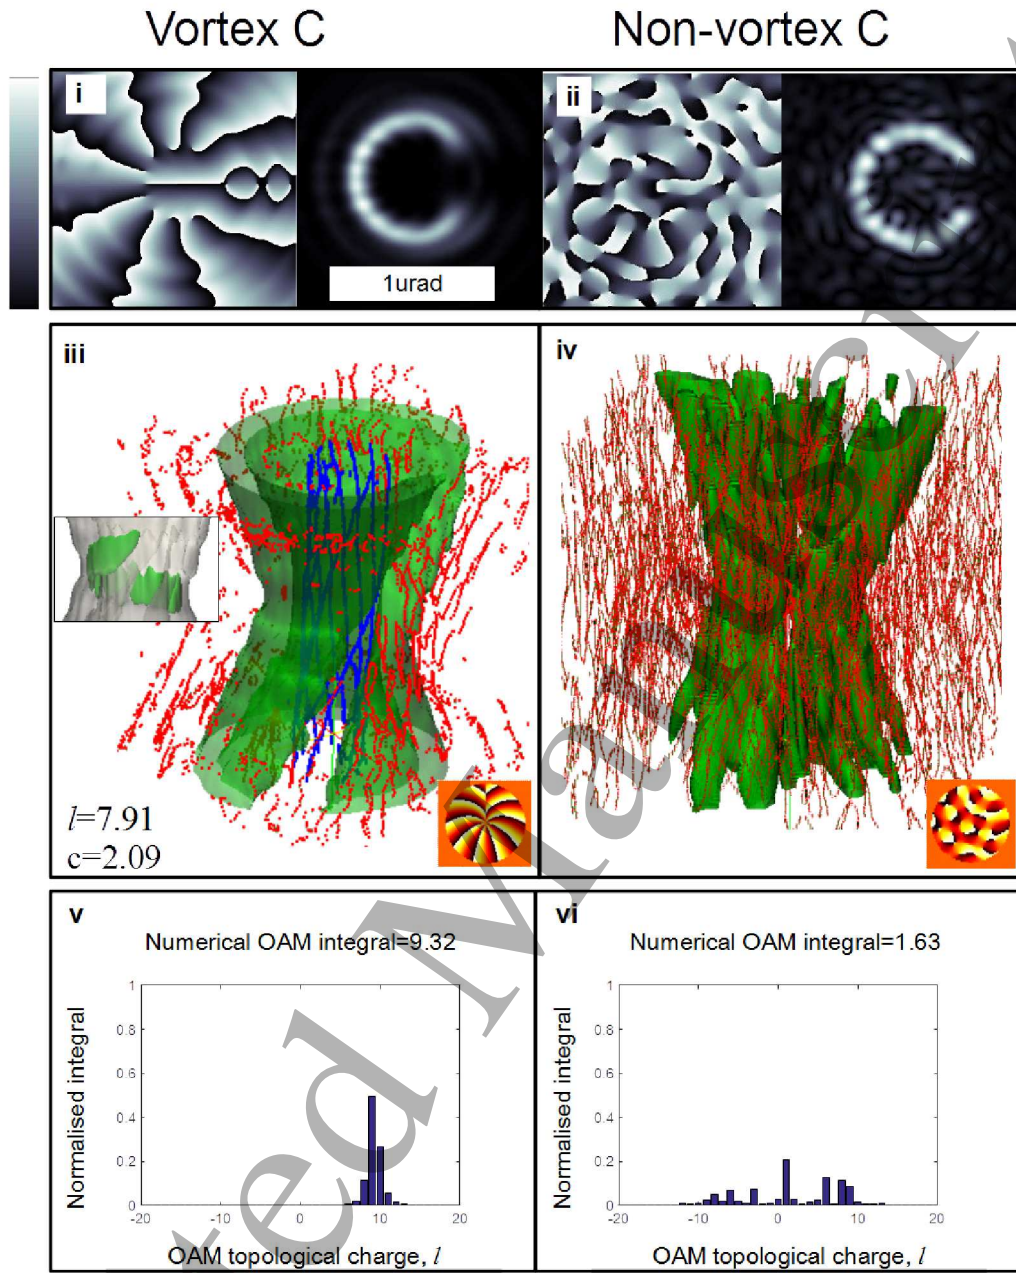 Vortex C
Non-vortex C
i
ii
1urad
iii
iv
l=7.91
c=2.09
v
vi
Numerical OAM integral=9.32
Numerical OAM integral=1.63
Normalised integral
1
0.8
0.6
0.4
0.2
0
-20
-10
0
10
20
OAM topological charge, l
Normalised integral
1
0.8
0.6
0.4
0.2
0
-20
-10
0
10
20
OAM topological charge, l
ted Manuscri